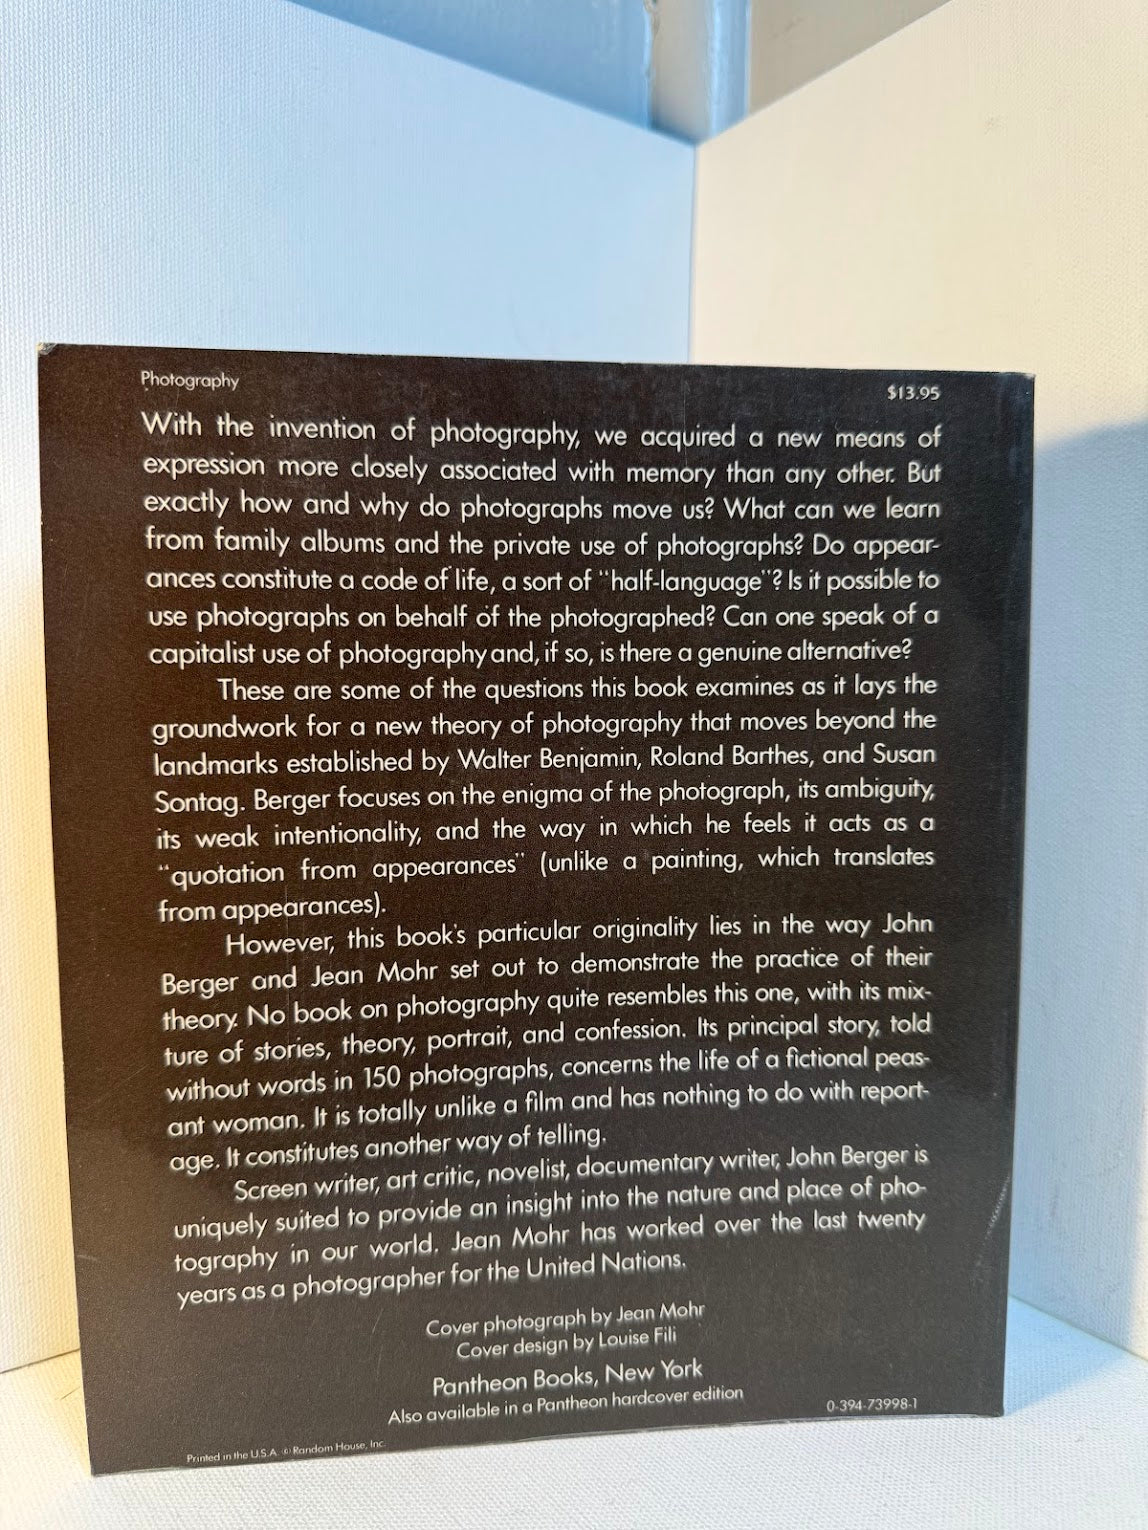 Photography
$13.95
With the invention of photography, we acquired a new means of
expression more closely associated with memory than any other. But
exactly how and why do photographs move us? What can we learn
from family albums and the private use of photographs? Do appear-
ances constitute a code of life, a sort of "half-language"? Is it possible to
use photographs on behalf of the photographed? Can one speak of a
capitalist use of photography and, if so, is there a genuine alternative?
These are some of the questions this book examines as it lays the
groundwork for a new theory of photography that moves beyond the
landmarks established by Walter Benjamin, Roland Barthes, and Susan
Sontag. Berger focuses on the enigma of the photograph, its ambiguity,
its weak intentionality, and the way in which he feels it acts as a
"quotation from appearances" (unlike a painting, which translates
from appearances).
However, this book's particular originality lies in the way John
Berger and Jean Mohr set out to demonstrate the practice of their
theory. No book on photography quite resembles this one, with its mix-
ture of stories, theory, portrait, and confession. Its principal story, told
without words in 150 photographs, concerns the life of a fictional peas-
ant woman. It is totally unlike a film and has nothing to do with report-
age. It constitutes another way of telling.
Screen writer, art critic, novelist, documentary writer, John Berger is
uniquely suited to provide an insight into the nature and place of pho-
tography in our world. Jean Mohr has worked over the last twenty
years as a photographer for the United Nations.
Cover photograph by Jean Mohr
Cover design by Louise Fili
Pantheon Books, New York
Also available in a Pantheon hardcover edition
0-394-73998-1
Printed in the U.S.A. © Random House, Inc.